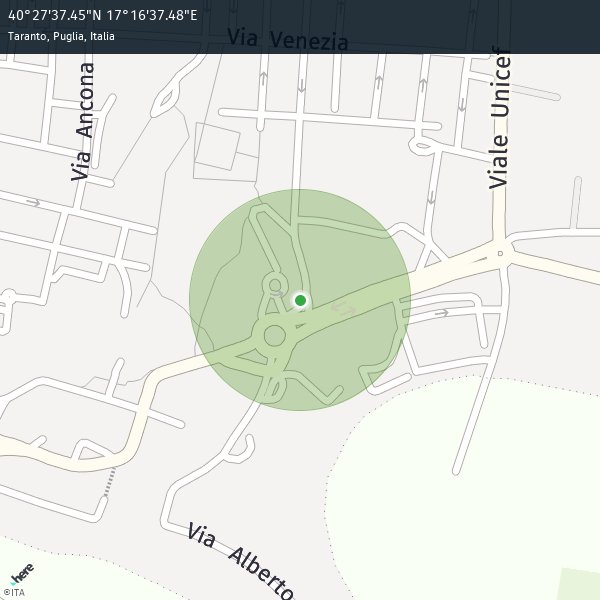 40°27'37.45"N 17°16'37.48"E
Taranto, Puglia, Italia
Via Venezia
Via Ancona
Viale Unicef
Via Alberto
here
©ITA